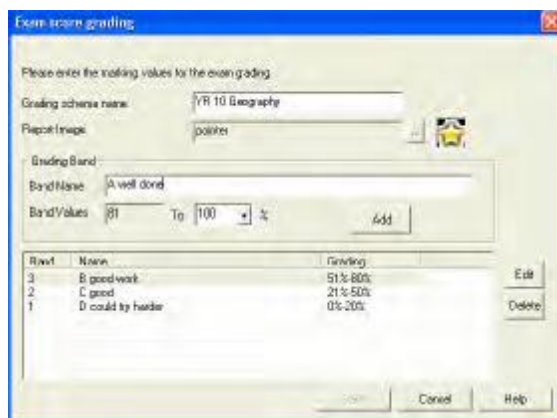 Exam score grading
Please enter the marking values for the exam grading
Grading scheme name: YR 10 Geography
Report Image: pointer ...
Grading Band
Band Name A well done
Band Values 81 To 100 %
Add
Band Name Grading
3 B good work 51%-80%
2 C good 21%-50%
1 D could try harder 0%-20%
Edit
Delete
Cancel Help